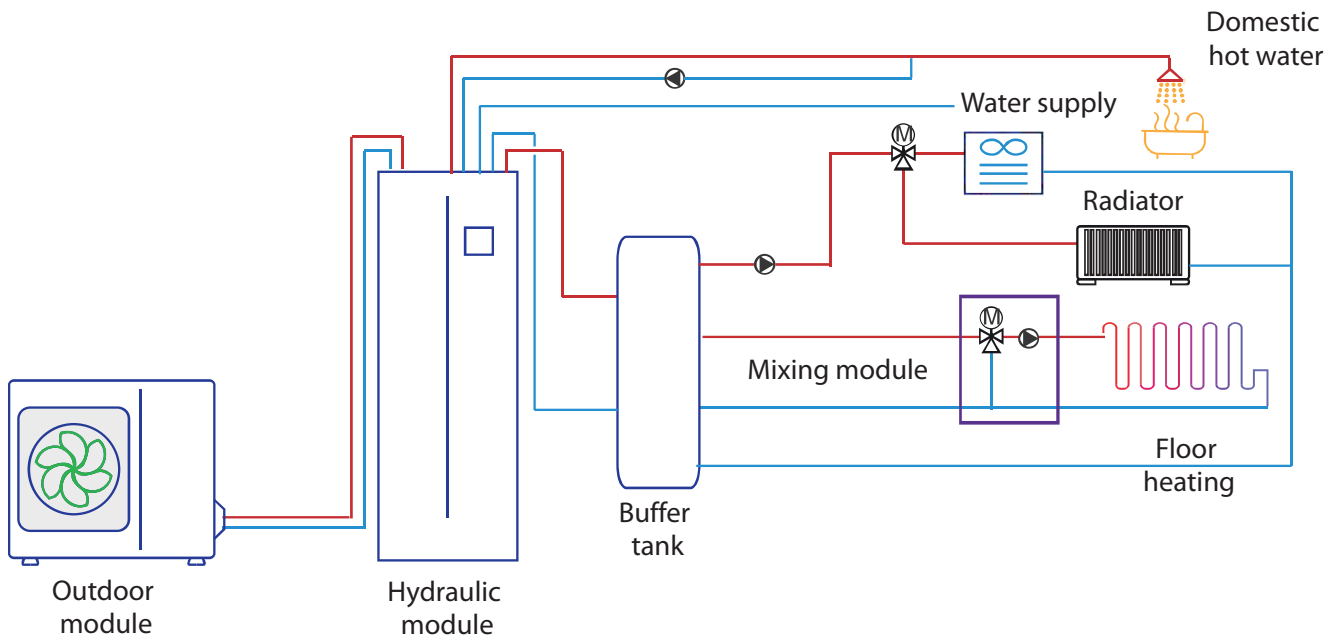 Domestic
hot water
Water supply
M
Radiator
M
Mixing module
Floor
heating
Buffer
tank
Outdoor
module
Hydraulic
module